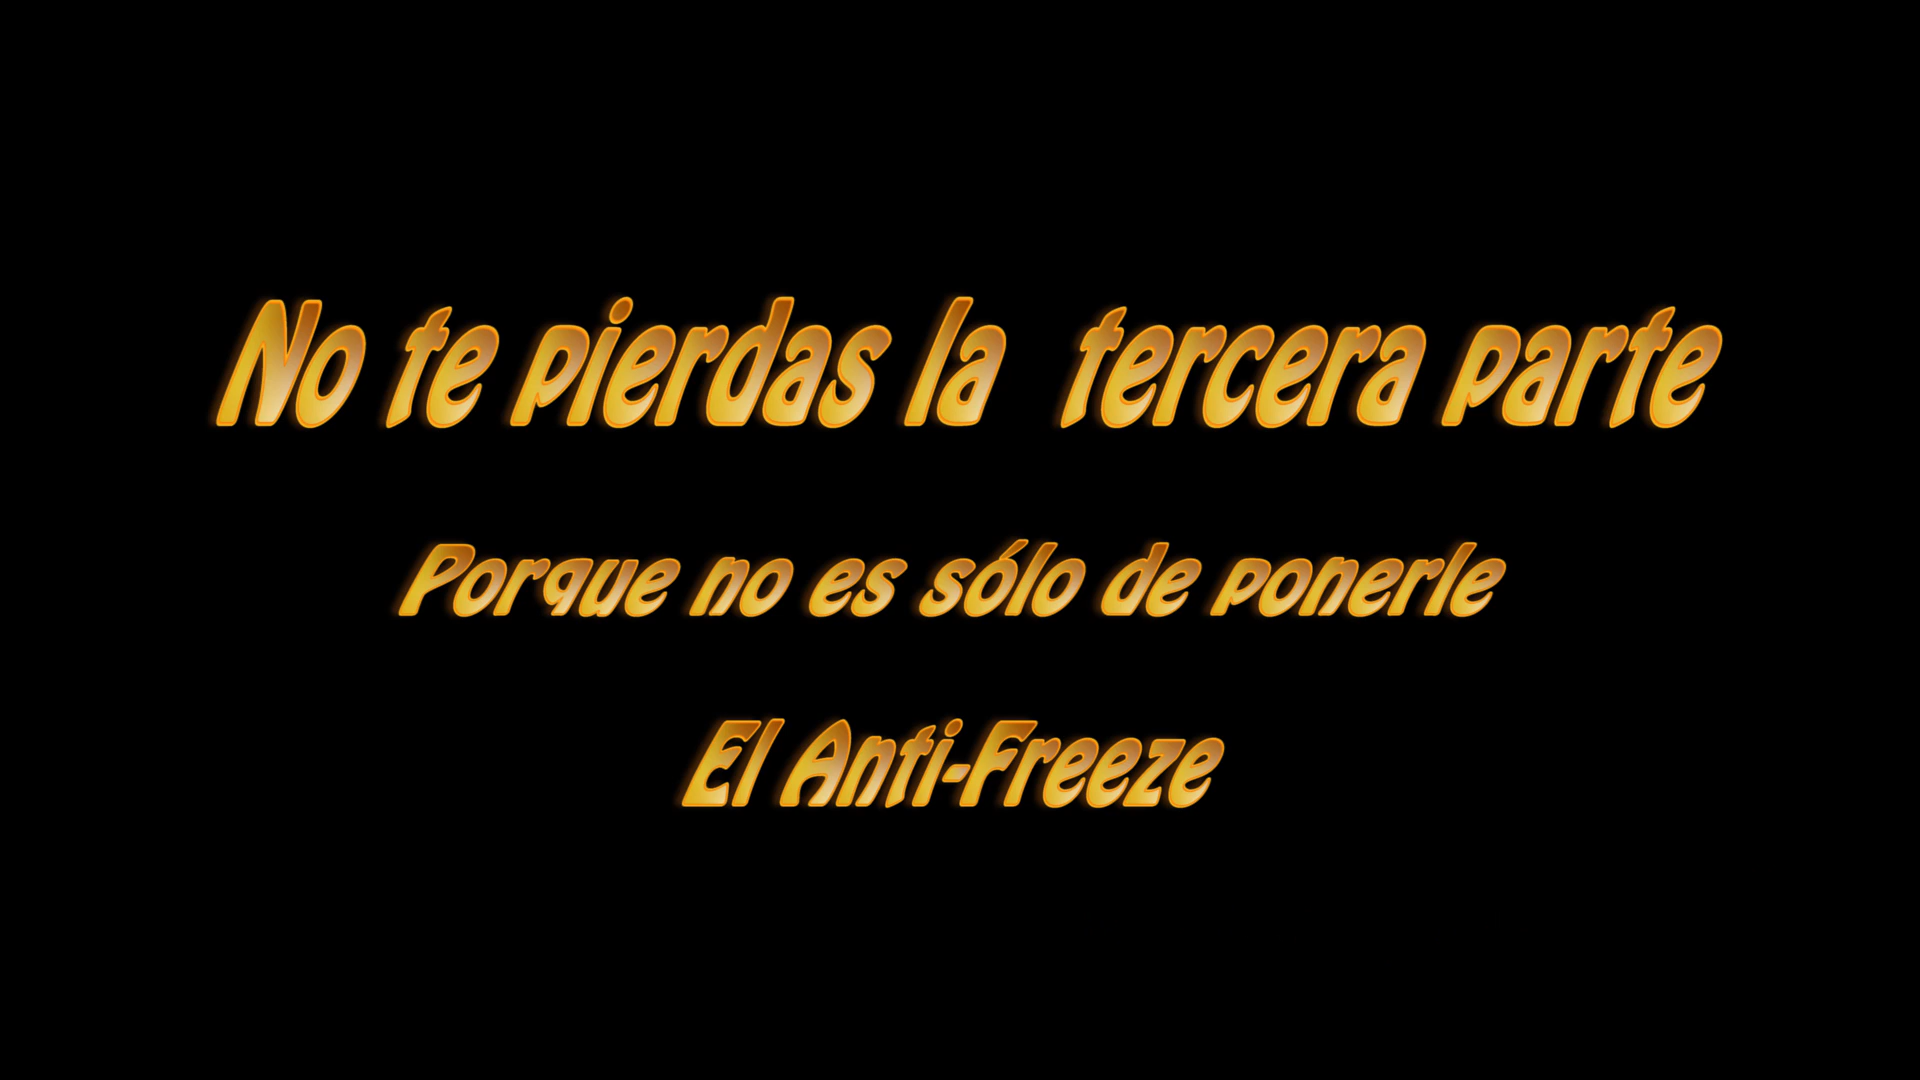 No te pierdas la  tercera parte
Porque no es sólo de ponerle
El Anti-Freeze